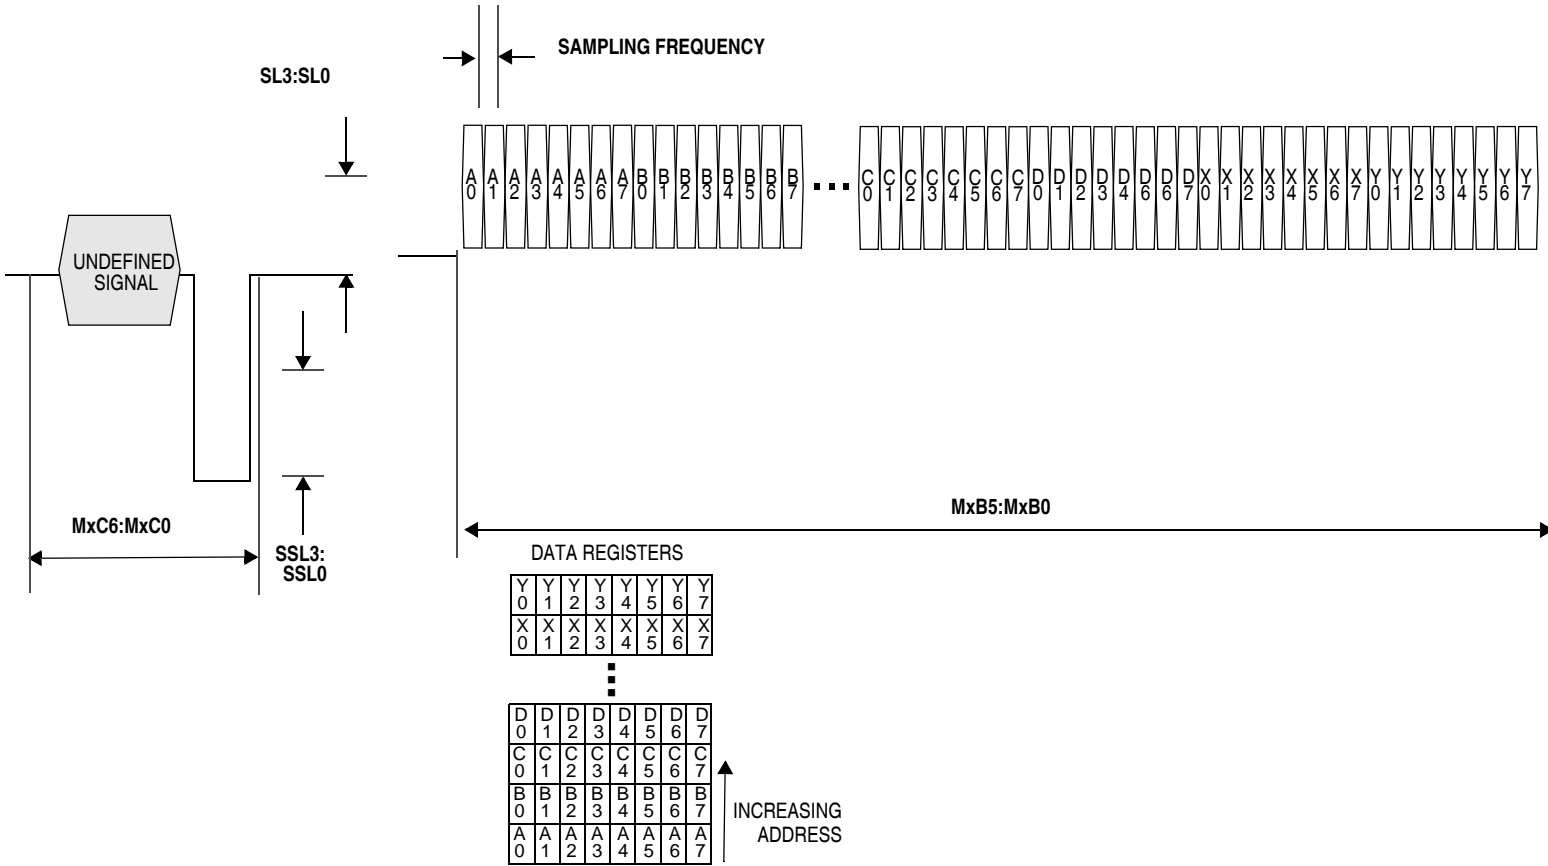 SAMPLING FREQUENCY
SL3:SL0
A0 A1 A2 A3 A4 A5 A6 A7 B0 B1 B2 B3 B4 B5 B6 B7 ... C0 C1 C2 C3 C4 C5 C6 C7 D0 D1 D2 D3 D4 D6 D6 D7 X0 X1 X2 X3 X4 X5 X6 X7 Y0 Y1 Y2 Y3 Y4 Y5 Y6 Y7
UNDEFINED
SIGNAL
MxC6:MxC0
SSL3:
SSL0
MxB5:MxB0
DATA REGISTERS
Y0 Y1 Y2 Y3 Y4 Y5 Y6 Y7
X0 X1 X2 X3 X4 X5 X6 X7
D0 D1 D2 D3 D4 D5 D6 D7
C0 C1 C2 C3 C4 C5 C6 C7
B0 B1 B2 B3 B4 B5 B6 B7
A0 A1 A2 A3 A4 A5 A6 A7
INCREASING
ADDRESS